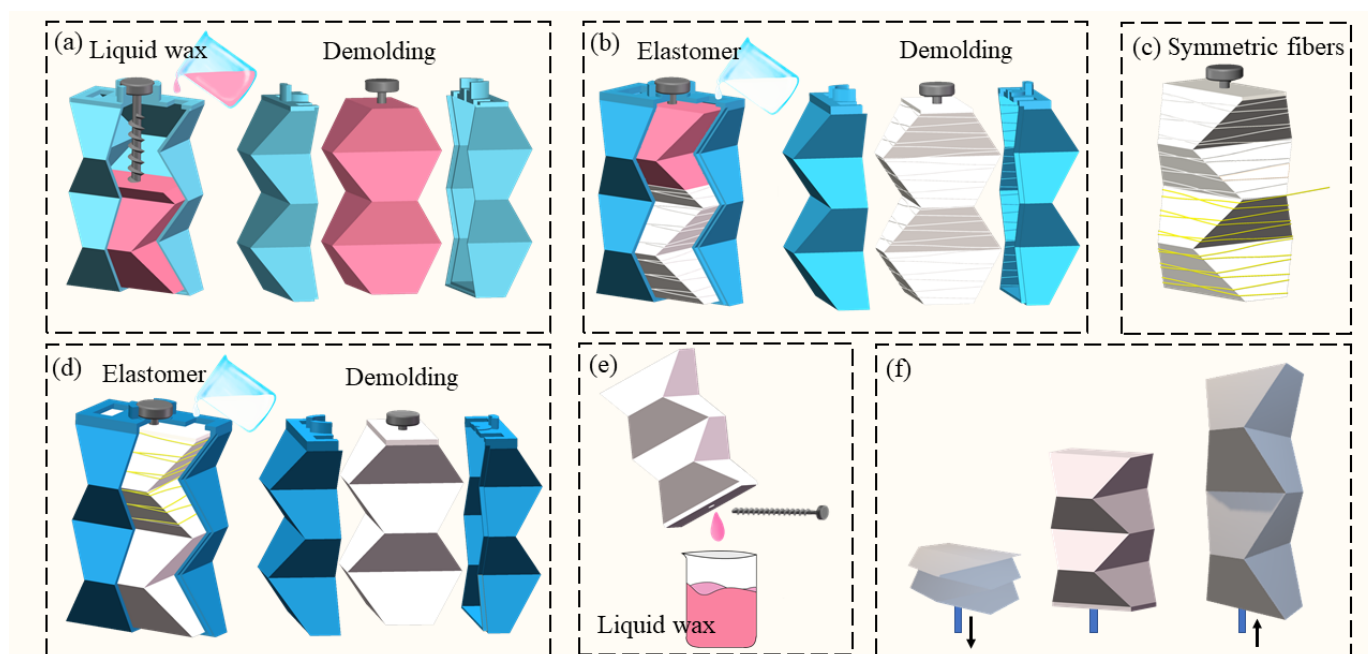 (a)
Liquid wax
Demolding
(b)
Elastomer
Demolding
(c) Symmetric fibers
(d)
Elastomer
Demolding
(e)
Liquid wax
(f)